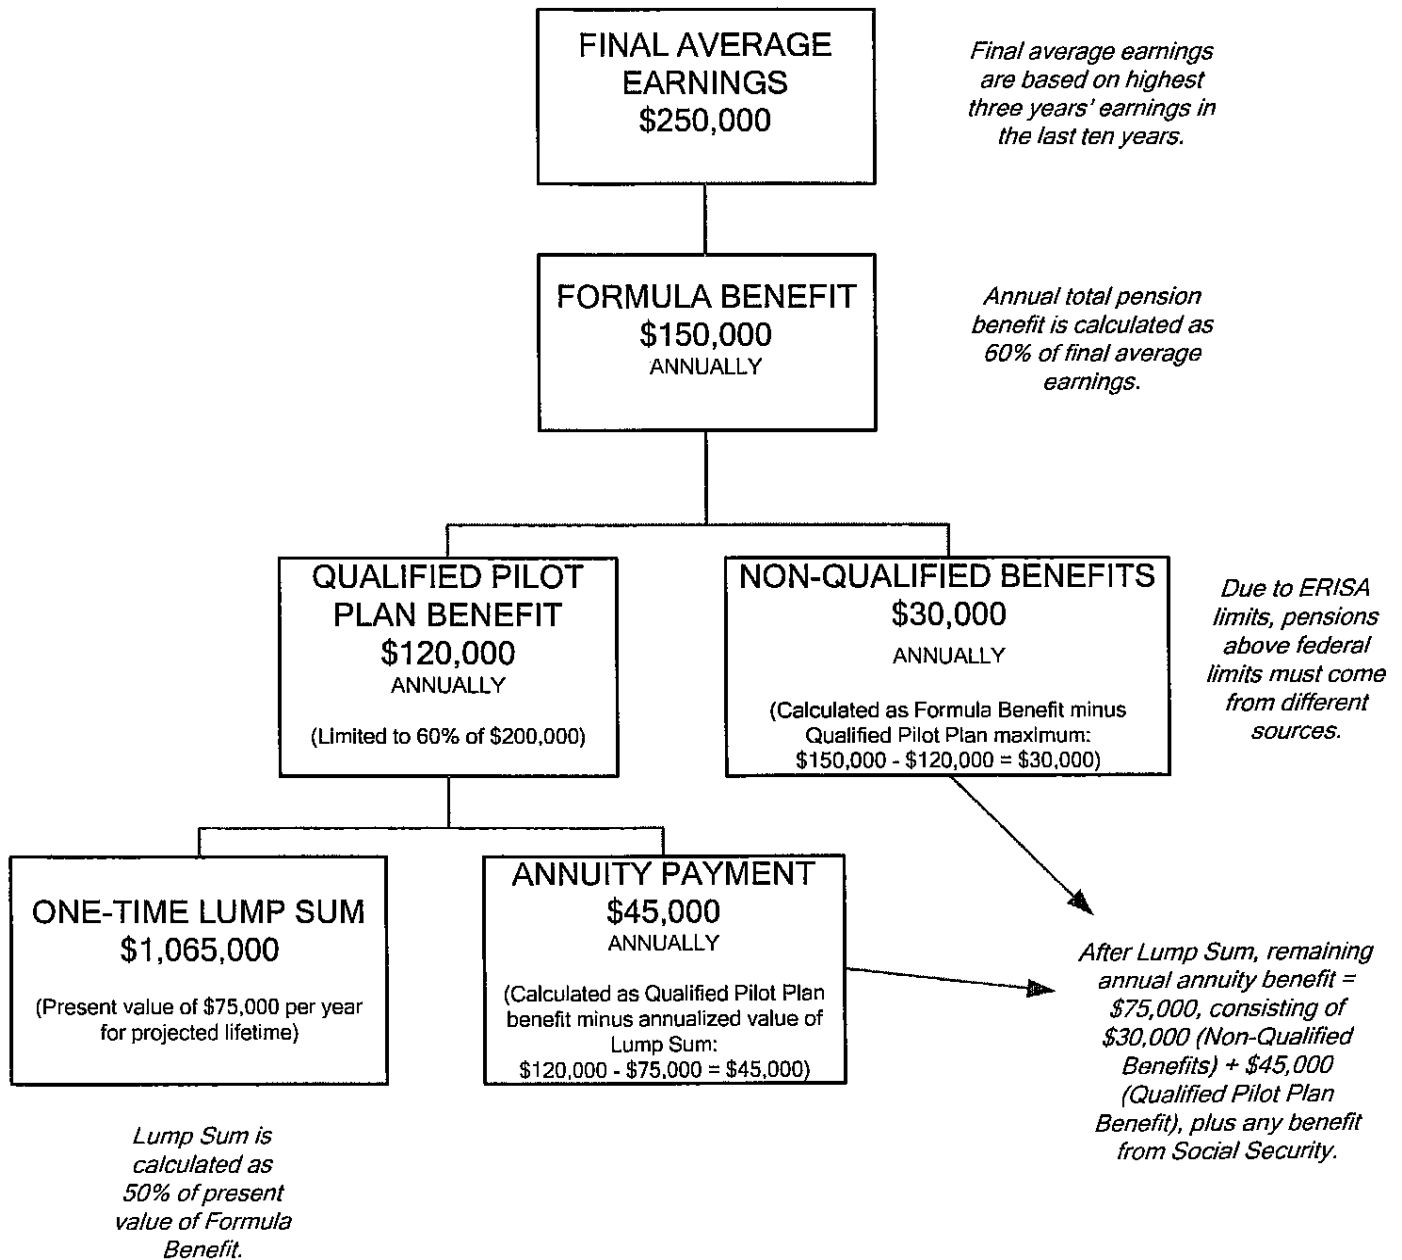 FINAL AVERAGE
EARNINGS
$250,000
Final average earnings
are based on highest
three years' earnings in
the last ten years.
FORMULA BENEFIT
$150,000
ANNUALLY
Annual total pension
benefit is calculated as
60% of final average
earnings.
QUALIFIED PILOT
PLAN BENEFIT
$120,000
ANNUALLY
(Limited to 60% of $200,000)
NON-QUALIFIED BENEFITS
$30,000
ANNUALLY
(Calculated as Formula Benefit minus
Qualified Pilot Plan maximum:
$150,000 - $120,000 = $30,000)
Due to ERISA
limits, pensions
above federal
limits must come
from different
sources.
ONE-TIME LUMP SUM
$1,065,000
(Present value of $75,000 per year
for projected lifetime)
ANNUITY PAYMENT
$45,000
ANNUALLY
(Calculated as Qualified Pilot Plan
benefit minus annualized value of
Lump Sum:
$120,000 - $75,000 = $45,000)
After Lump Sum, remaining
annual annuity benefit =
$75,000, consisting of
$30,000 (Non-Qualified
Benefits) + $45,000
(Qualified Pilot Plan
Benefit), plus any benefit
from Social Security.
Lump Sum is
calculated as
50% of present
value of Formula
Benefit.